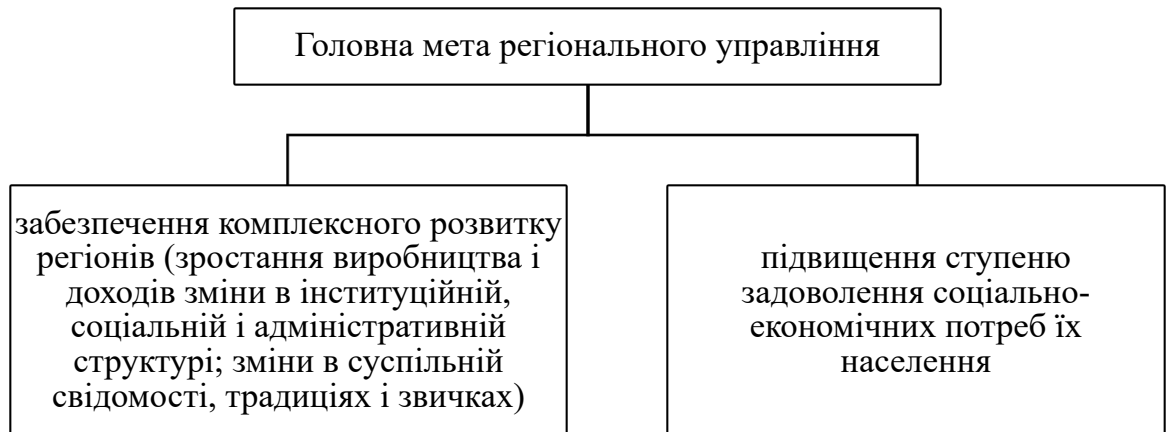 Головна мета регіонального управління
забезпечення комплексного розвитку
регіонів (зростання виробництва і
доходів зміни в інституційній,
соціальній і адміністративній
структурі; зміни в суспільній
свідомості, традиціях і звичках)
підвищення ступеню
задоволення соціально-
економічних потреб їх
населення